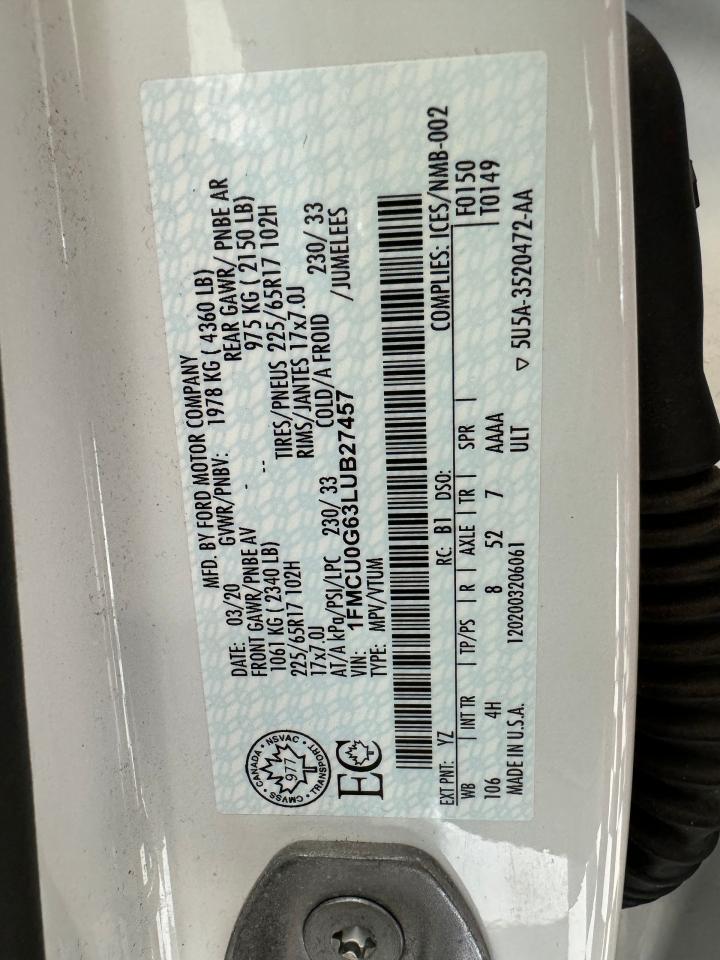 MFD. BY FORD MOTOR COMPANY
DATE: 03/20 GVWR/PNBV: 1978 KG ( 4360 LB)
FRONT GAWR/PNBE AV - REAR GAWR/ PNBE AR
1061 KG ( 2340 LB) 975 KG ( 2150 LB)
225/65R17 102H -- TIRES/PNEUS 225/65R17 102H
17x7.0J RIMS/JANTES 17x7.0J
AT/A kPa/PSI/LPC 230/ 33 COLD/A FROID 230/ 33
VIN: 1FMCU0G63LUB27457 /JUMELEES
TYPE: MPV/VTUM
CANADA • NSVAC • TRANSPORT • CMVSS •
977
EC
COMPLIES: ICES/NMB-002
EXT PNT: YZ RC: B1 DSO: F0150
WB | INT TR | TP/PS | R | AXLE | TR | SPR | T0149
106 4H 8 52 7 AAAA
ULT
MADE IN U.S.A. 1202003206061 ▽ 5U5A-3520472-AA